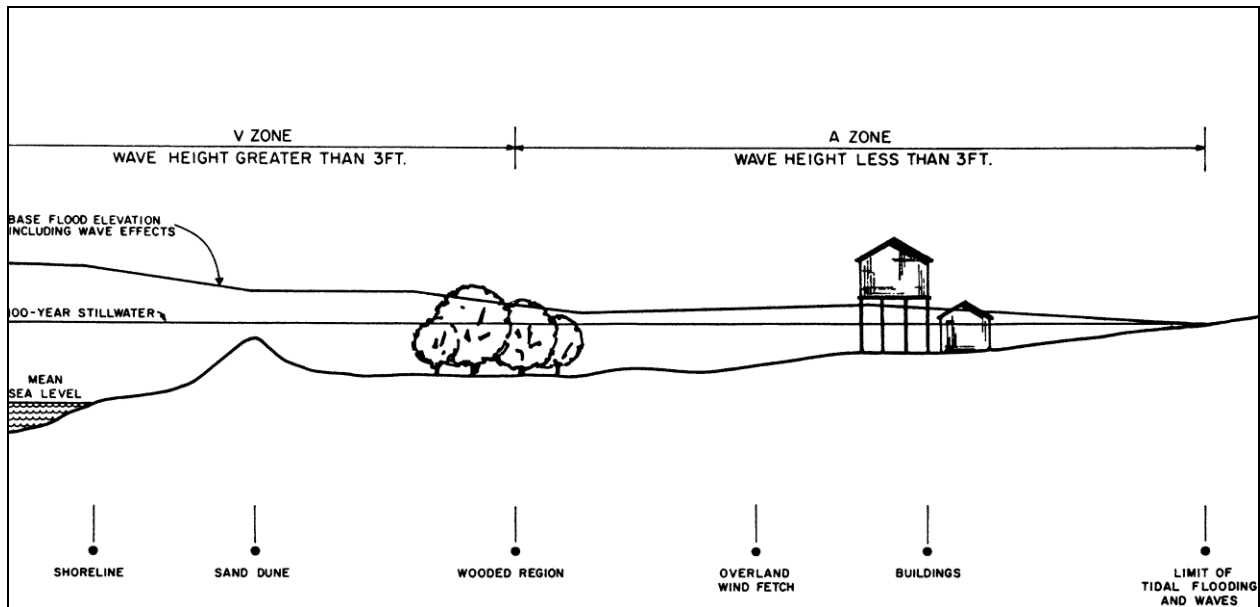 V ZONE
WAVE HEIGHT GREATER THAN 3FT.
A ZONE
WAVE HEIGHT LESS THAN 3FT.
BASE FLOOD ELEVATION
INCLUDING WAVE EFFECTS
100-YEAR STILLWATER
MEAN
SEA LEVEL
SHORELINE
SAND DUNE
WOODED REGION
OVERLAND
WIND FETCH
BUILDINGS
LIMIT OF
TIDAL FLOODING
AND WAVES